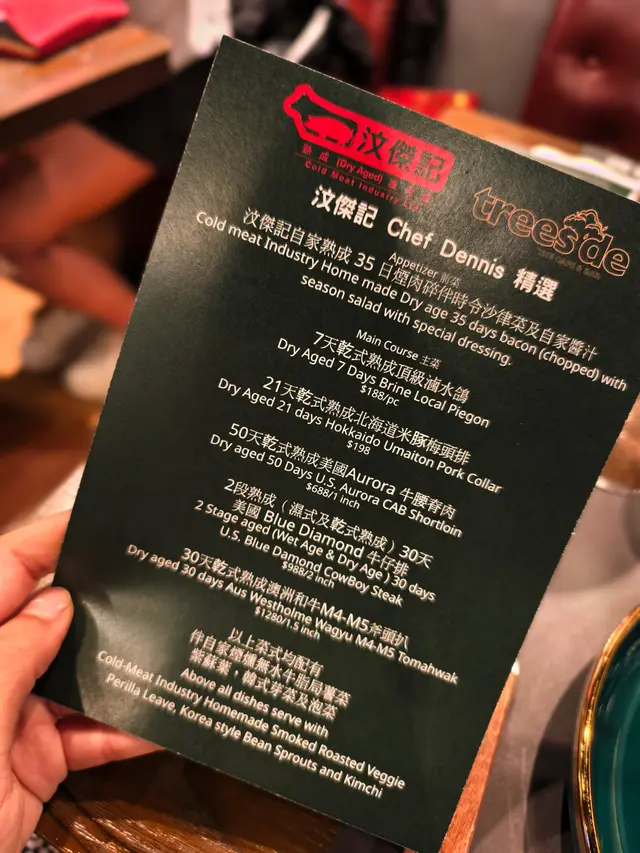 汶傑記
熟成 (Dry Aged)
Cold Meat Industry Ltd
treeside
汶傑記 Chef Dennis 精選
Appetizer 前菜
汶傑記自家熟成 35 日煙肉碎伴時令沙律菜及自家醬汁
Cold meat Industry Home made Dry age 35 days bacon (chopped) with
season salad with special dressing.
Main Course 主菜
7天乾式熟成頂級滷水鴿
Dry Aged 7 Days Brine Local Piegon
$188/pc
21天乾式熟成北海道米豚梅頭排
Dry Aged 21 days Hokkaido Umaiton Pork Collar
$198
50天乾式熟成美國Aurora 牛腰脊肉
Dry aged 50 Days U.S. Aurora CAB Shortloin
$688/1 inch
2段熟成（濕式及乾式熟成）30天
美國 Blue Diamond 牛仔排
2 Stage aged (Wet Age & Dry Age) 30 days
U.S. Blue Damond CowBoy Steak
$988/2 inch
30天乾式熟成澳洲和牛M4-M5斧頭扒
Dry aged 30 days Aus Westholme Wagyu M4-M5 Tomahwak
$1280/1.5 inch
以上菜式均配有
伴自家煙燻無水牛脂焗薯菜
紫蘇葉，韓式芽菜及泡菜
Above all dishes serve with
Cold-Meat Industry Homemade Smoked Roasted Veggie
Perilla Leave, Korea style Bean Sprouts and Kimchi